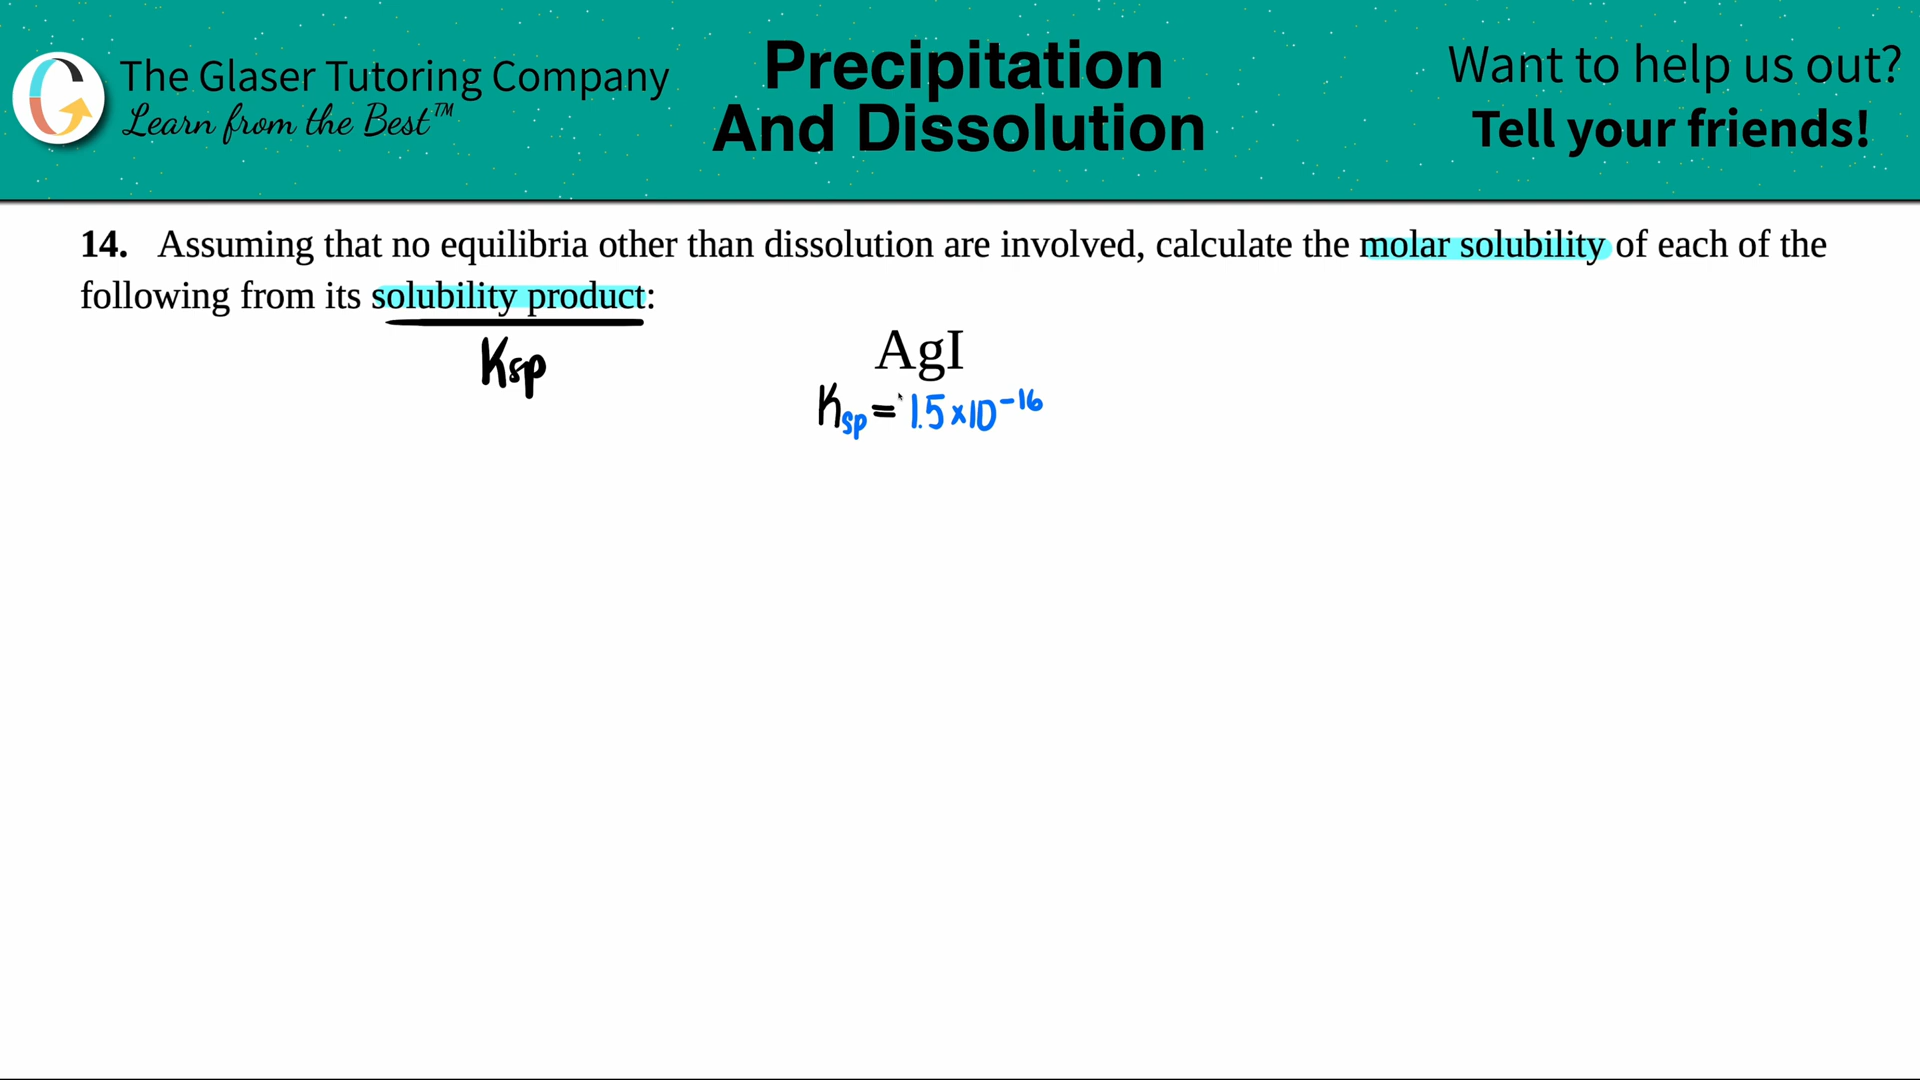 The Glaser Tutoring Company
Learn from the Best™
Precipitation
And Dissolution
Want to help us out?
Tell your friends!
14. Assuming that no equilibria other than dissolution are involved, calculate the molar solubility of each of the
following from its solubility product:
Ksp
AgI
Ksp = 1.5 x 10⁻¹⁶